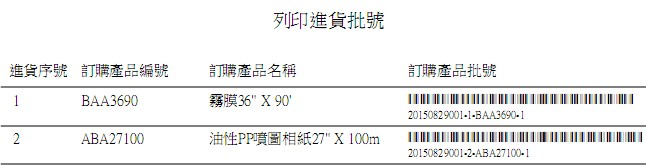 列印進貨批號
進貨序號 訂購產品編號 訂購產品名稱 訂購產品批號
1 BAA3690 霧膜36" X 90' 20150829001-1-BAA3690-1
2 ABA27100 油性PP噴圖相紙27" X 100m 20150829001-2-ABA27100-1